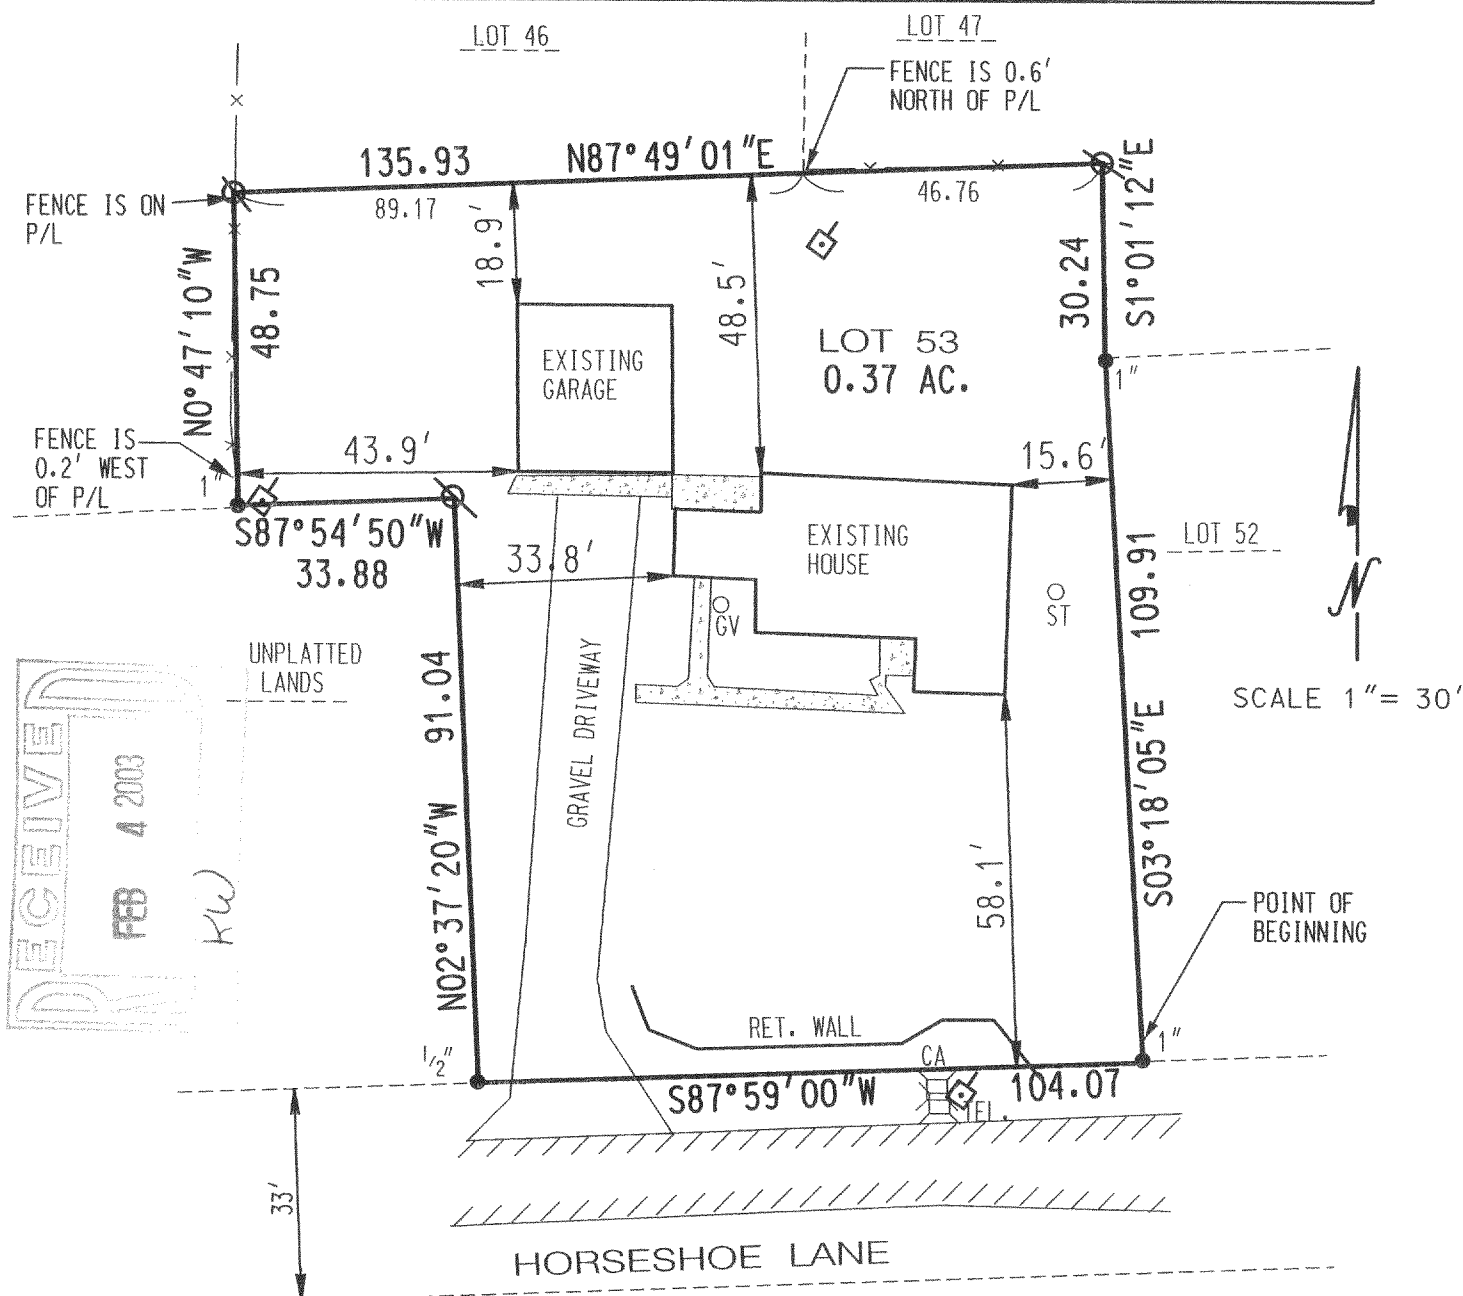 LOT 46
LOT 47
FENCE IS 0.6'
NORTH OF P/L
135.93
N87°49'01"E
89.17
46.76
FENCE IS ON
P/L
S1°01'12"E
30.24
N0°47'10"W
48.75
18.9'
48.5'
LOT 53
0.37 AC.
EXISTING
GARAGE
1"
FENCE IS
0.2' WEST
OF P/L
1"
43.9'
15.6'
S87°54'50"W
33.88
33.8'
EXISTING
HOUSE
LOT 52
109.91
ST
GV
UNPLATTED
LANDS
91.04
GRAVEL DRIVEWAY
SCALE 1"= 30'
N
S03°18'05"E
N02°37'20"W
58.1'
RECEIVED
FEB 4 2003
KW
POINT OF
BEGINNING
RET. WALL
1"
1/2"
CA
S87°59'00"W
104.07
TEL.
33'
HORSESHOE LANE